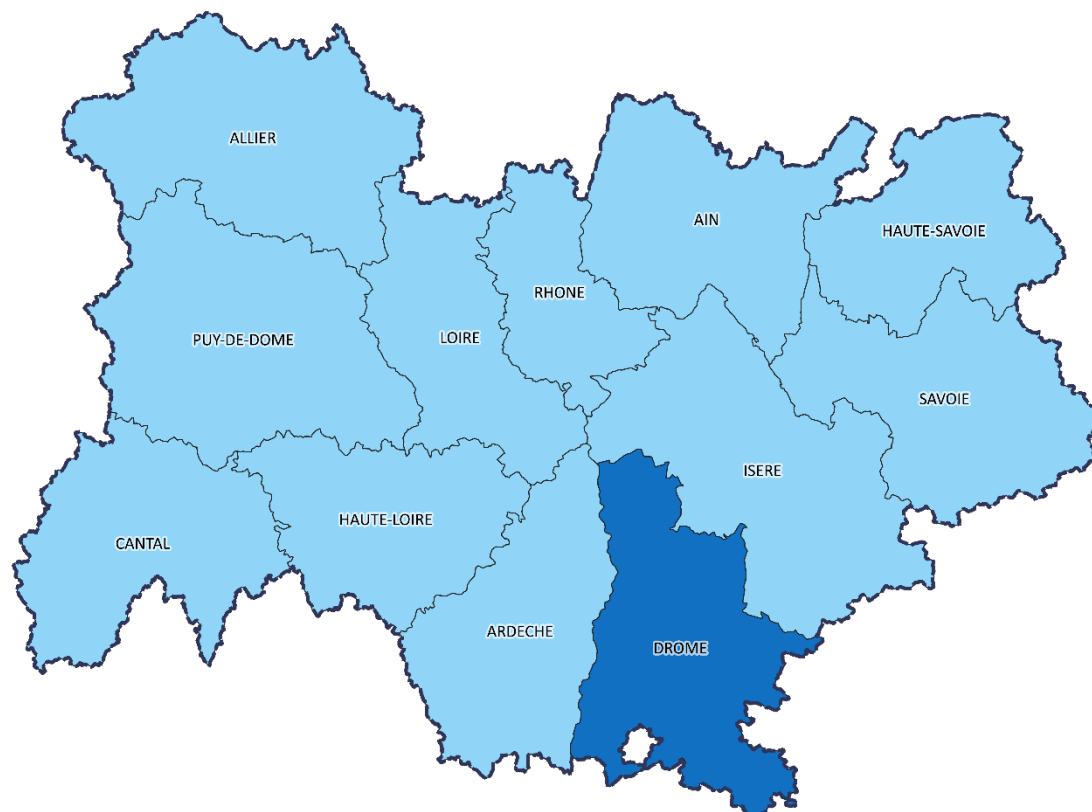 ALLIER
AIN
HAUTE-SAVOIE
RHONE
PUY-DE-DOME
LOIRE
SAVOIE
ISERE
HAUTE-LOIRE
CANTAL
ARDECHE
DROME